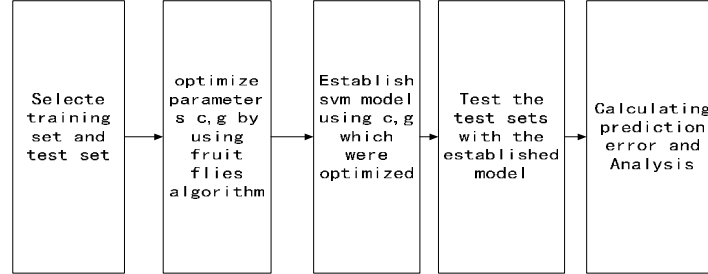 Selecte
training
set and
test set
optimize
parameter
s c,g by
using
fruit
flies
algorithm
Establish
svm model
using c,g
which
were
optimized
Test the
test sets
with the
established
model
Calculating
prediction
error and
Analysis